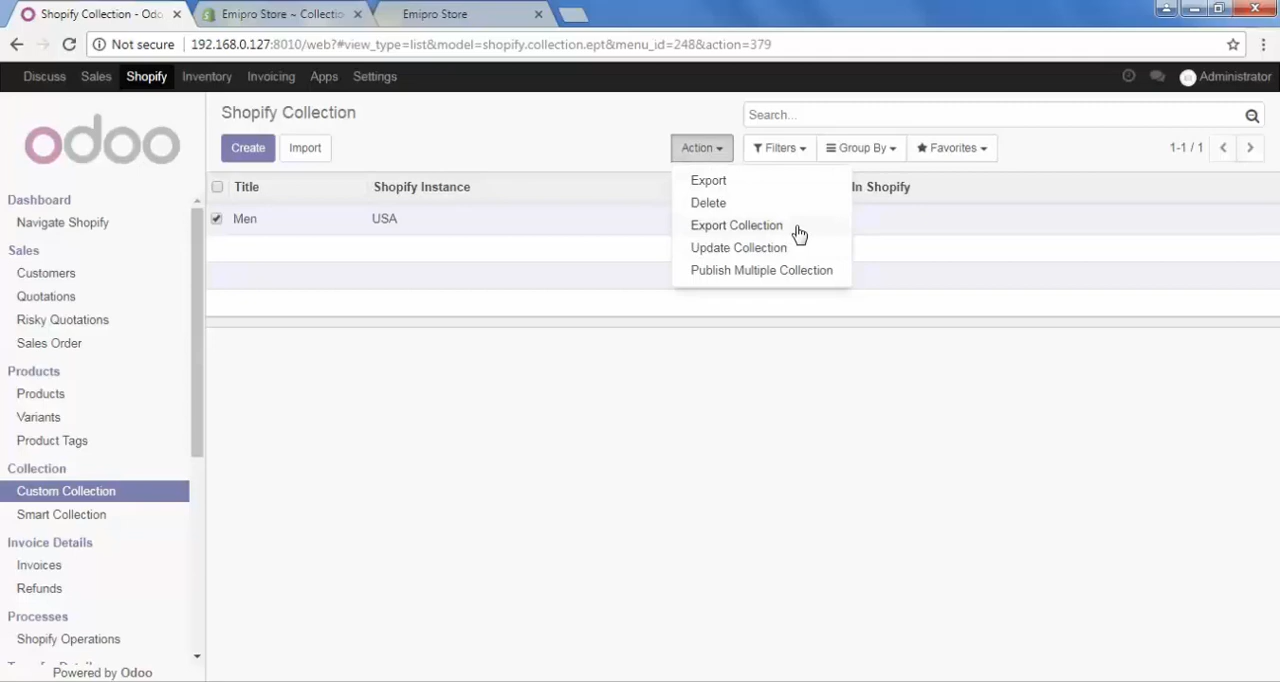 Shopify Collection - Odo
Emipro Store ~ Collectio
Emipro Store
Not secure
192.168.0.127:8010/web?#view_type=list&model=shopify.collection.ept&menu_id=248&action=379
Discuss Sales Shopify Inventory Invoicing Apps Settings
Administrator
odoo
Shopify Collection
Search...
Create Import
Action Filters Group By Favorites
1-1 / 1
Title Shopify Instance In Shopify
Men USA
Export
Delete
Export Collection
Update Collection
Publish Multiple Collection
Dashboard
Navigate Shopify
Sales
Customers
Quotations
Risky Quotations
Sales Order
Products
Products
Variants
Product Tags
Collection
Custom Collection
Smart Collection
Invoice Details
Invoices
Refunds
Processes
Shopify Operations
Powered by Odoo